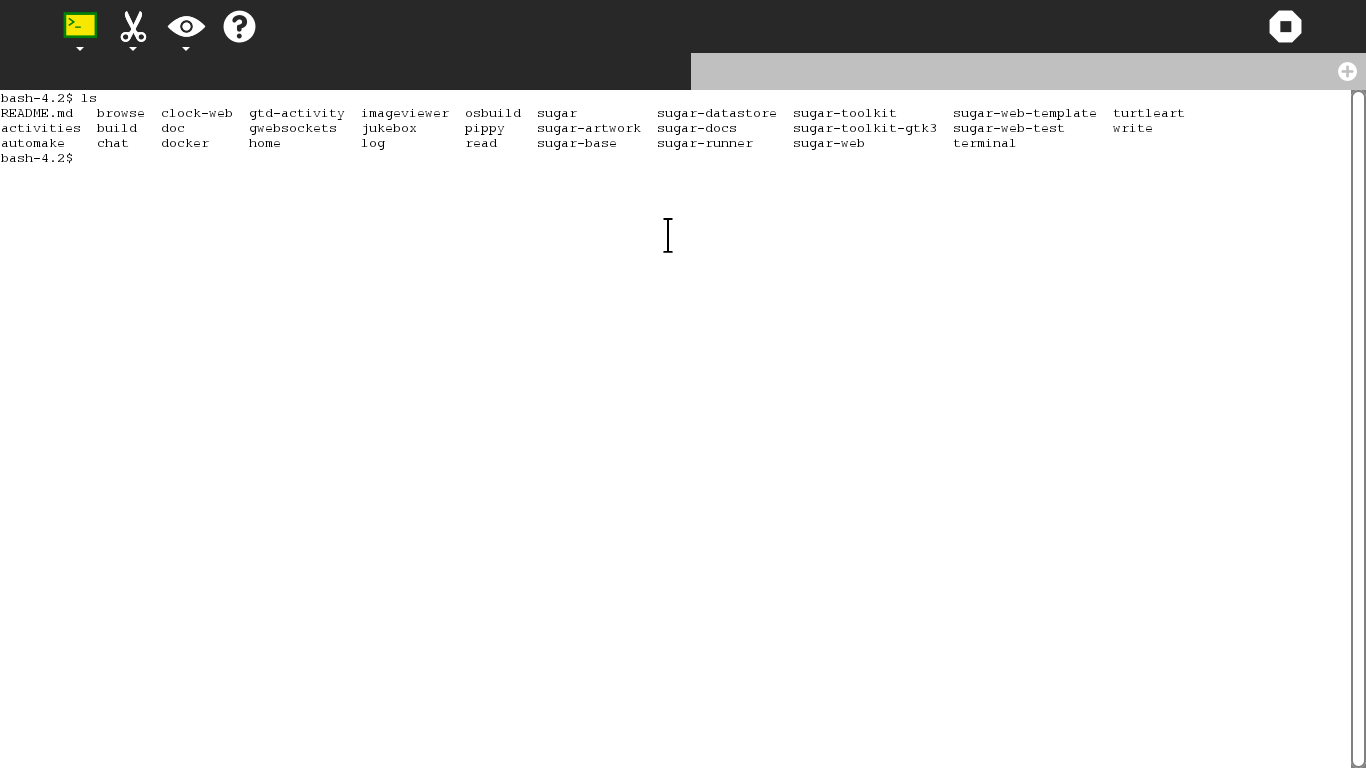 bash-4.2$ ls
README.md   browse  clock-web  gtd-activity  imageviewer  osbuild  sugar          sugar-datastore  sugar-toolkit       sugar-web-template  turtleart
activities  build   doc        gwebsockets   jukebox      pippy    sugar-artwork  sugar-docs       sugar-toolkit-gtk3  sugar-web-test      write
automake    chat    docker     home          log          read     sugar-base     sugar-runner     sugar-web           terminal
bash-4.2$